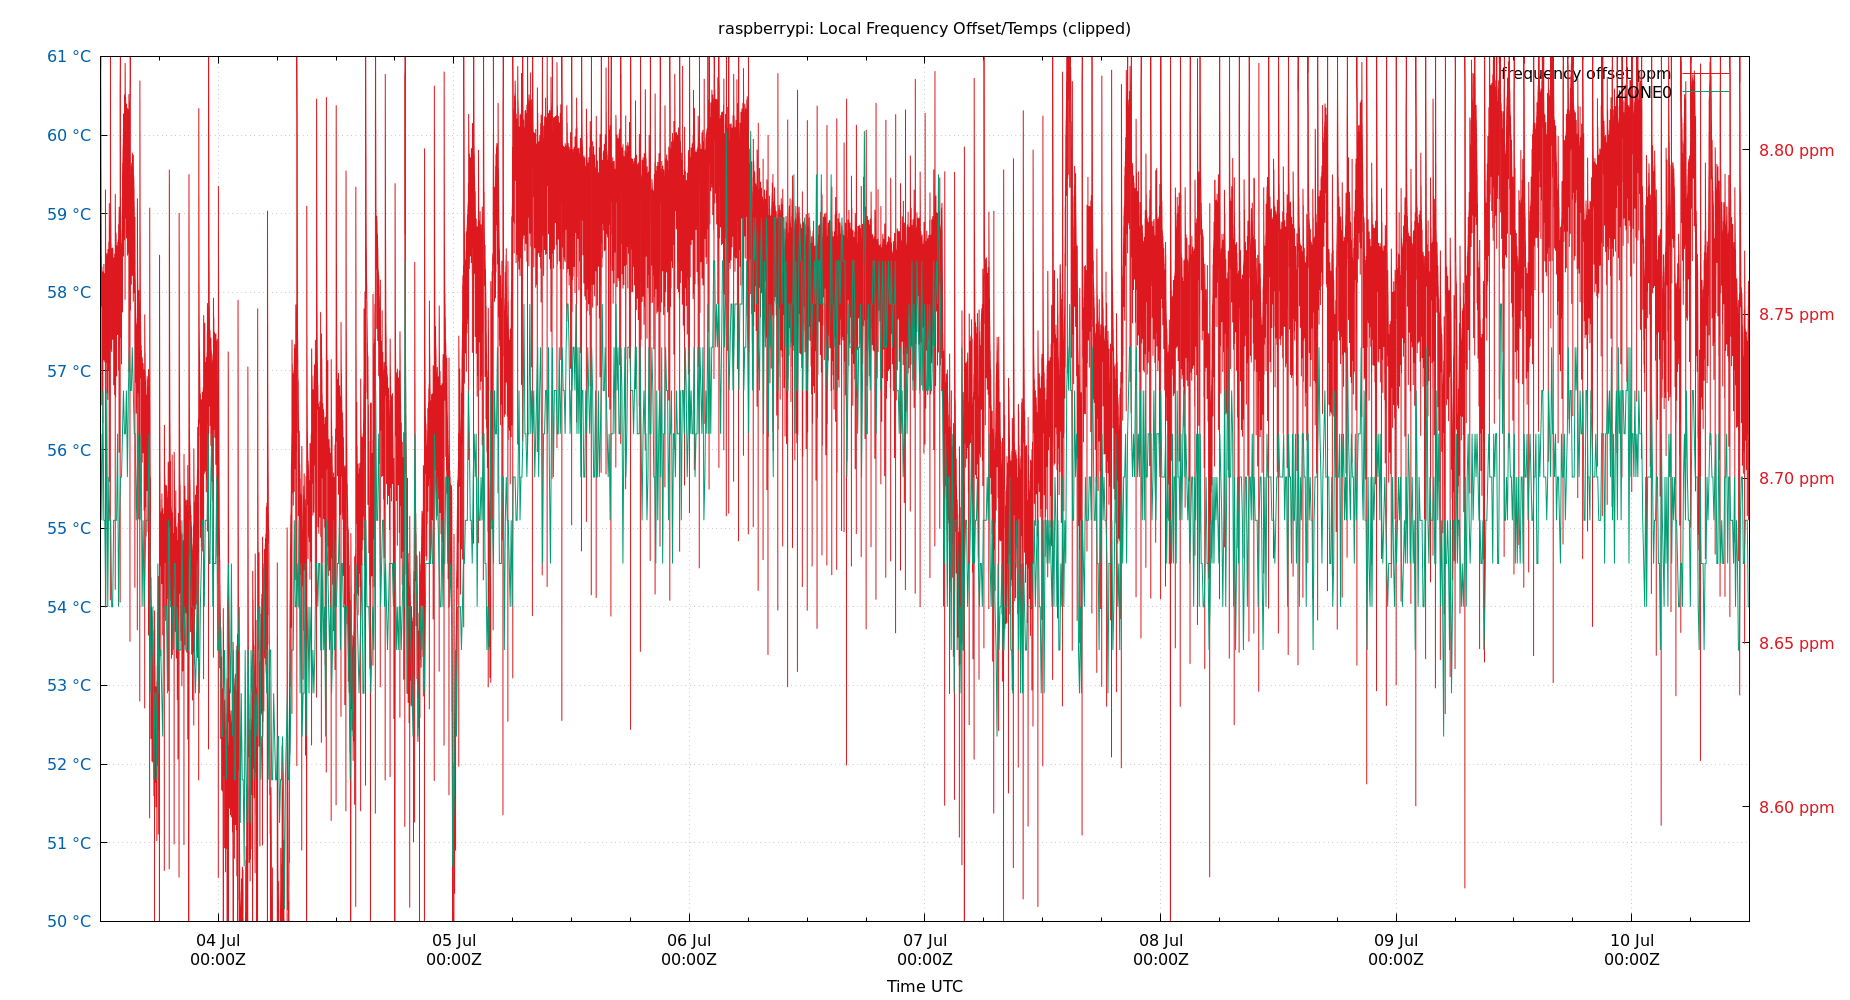 raspberrypi: Local Frequency Offset/Temps (clipped)
61 °C
60 °C
59 °C
58 °C
57 °C
56 °C
55 °C
54 °C
53 °C
52 °C
51 °C
50 °C
frequency offset ppm
ZONE0
8.80 ppm
8.75 ppm
8.70 ppm
8.65 ppm
8.60 ppm
04 Jul
00:00Z
05 Jul
00:00Z
06 Jul
00:00Z
07 Jul
00:00Z
08 Jul
00:00Z
09 Jul
00:00Z
10 Jul
00:00Z
Time UTC